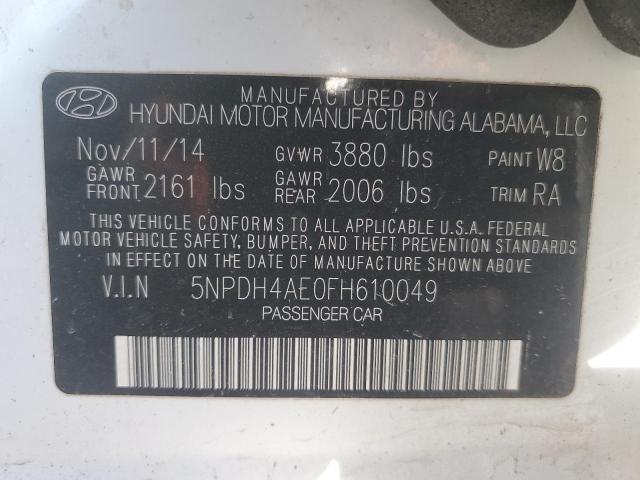 MANUFACTURED BY
HYUNDAI MOTOR MANUFACTURING ALABAMA, LLC
Nov/11/14 GVWR 3880 lbs PAINT W8
GAWR FRONT 2161 lbs GAWR REAR 2006 lbs TRIM RA
THIS VEHICLE CONFORMS TO ALL APPLICABLE U.S.A. FEDERAL
MOTOR VEHICLE SAFETY, BUMPER, AND THEFT PREVENTION STANDARDS
IN EFFECT ON THE DATE OF MANUFACTURE SHOWN ABOVE
V.I.N 5NPDH4AE0FH610049
PASSENGER CAR